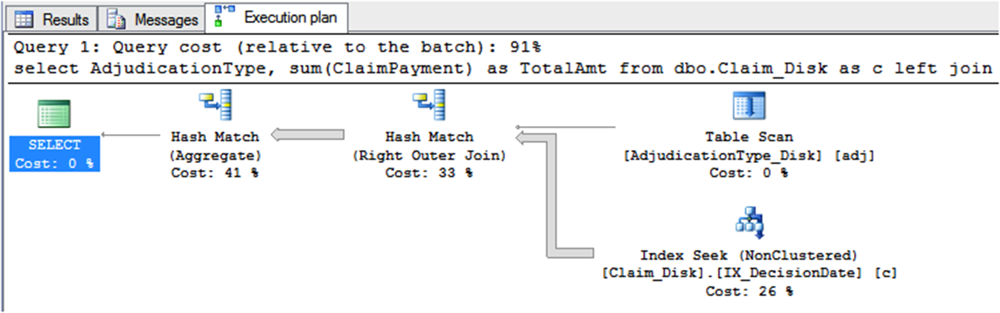 Results Messages Execution plan
Query 1: Query cost (relative to the batch): 91%
select AdjudicationType, sum(ClaimPayment) as TotalAmt from dbo.Claim_Disk as c left join
SELECT
Cost: 0 %
Hash Match
(Aggregate)
Cost: 41 %
Hash Match
(Right Outer Join)
Cost: 33 %
Table Scan
[AdjudicationType_Disk] [adj]
Cost: 0 %
Index Seek (NonClustered)
[Claim_Disk].[IX_DecisionDate] [c]
Cost: 26 %